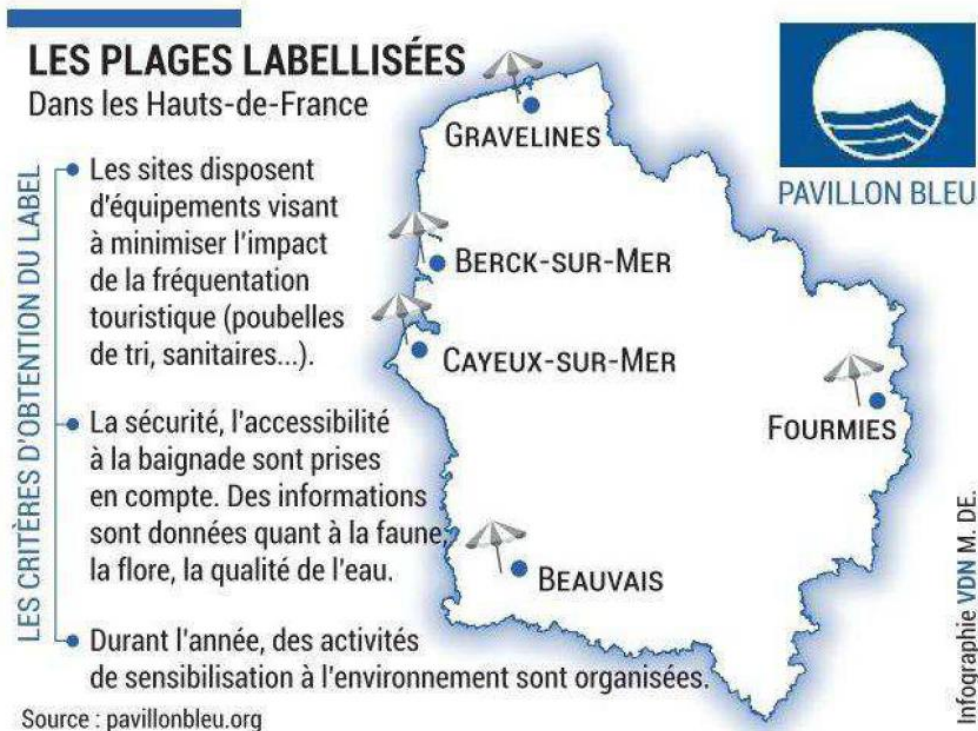 LES PLAGES LABELLISÉES
Dans les Hauts-de-France
LES CRITÈRES D'OBTENTION DU LABEL
Les sites disposent
d'équipements visant
à minimiser l'impact
de la fréquentation
touristique (poubelles
de tri, sanitaires...).
La sécurité, l'accessibilité
à la baignade sont prises
en compte. Des informations
sont données quant à la faune,
la flore, la qualité de l'eau.
Durant l'année, des activités
de sensibilisation à l'environnement sont organisées.
Source : pavillonbleu.org
GRAVELINES
BERCK-SUR-MER
CAYEUX-SUR-MER
FOURMIES
BEAUVAIS
PAVILLON BLEU
Infographie VDN M. DE.